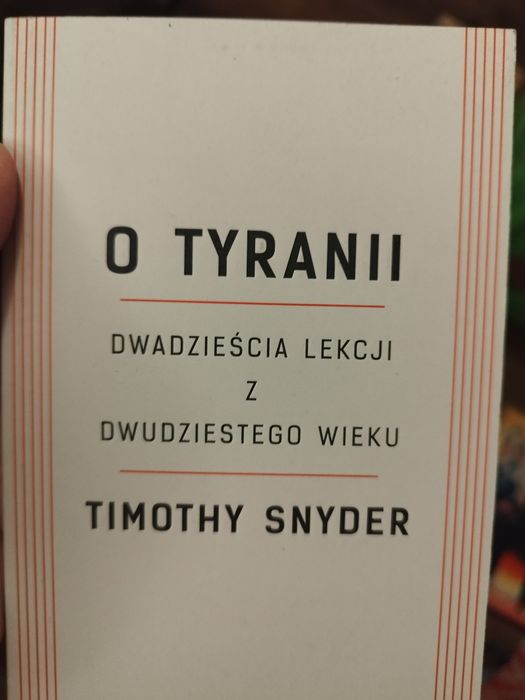 O TYRANII
DWADZIEŚCIA LEKCJI
Z
DWUDZIESTEGO WIEKU
TIMOTHY SNYDER